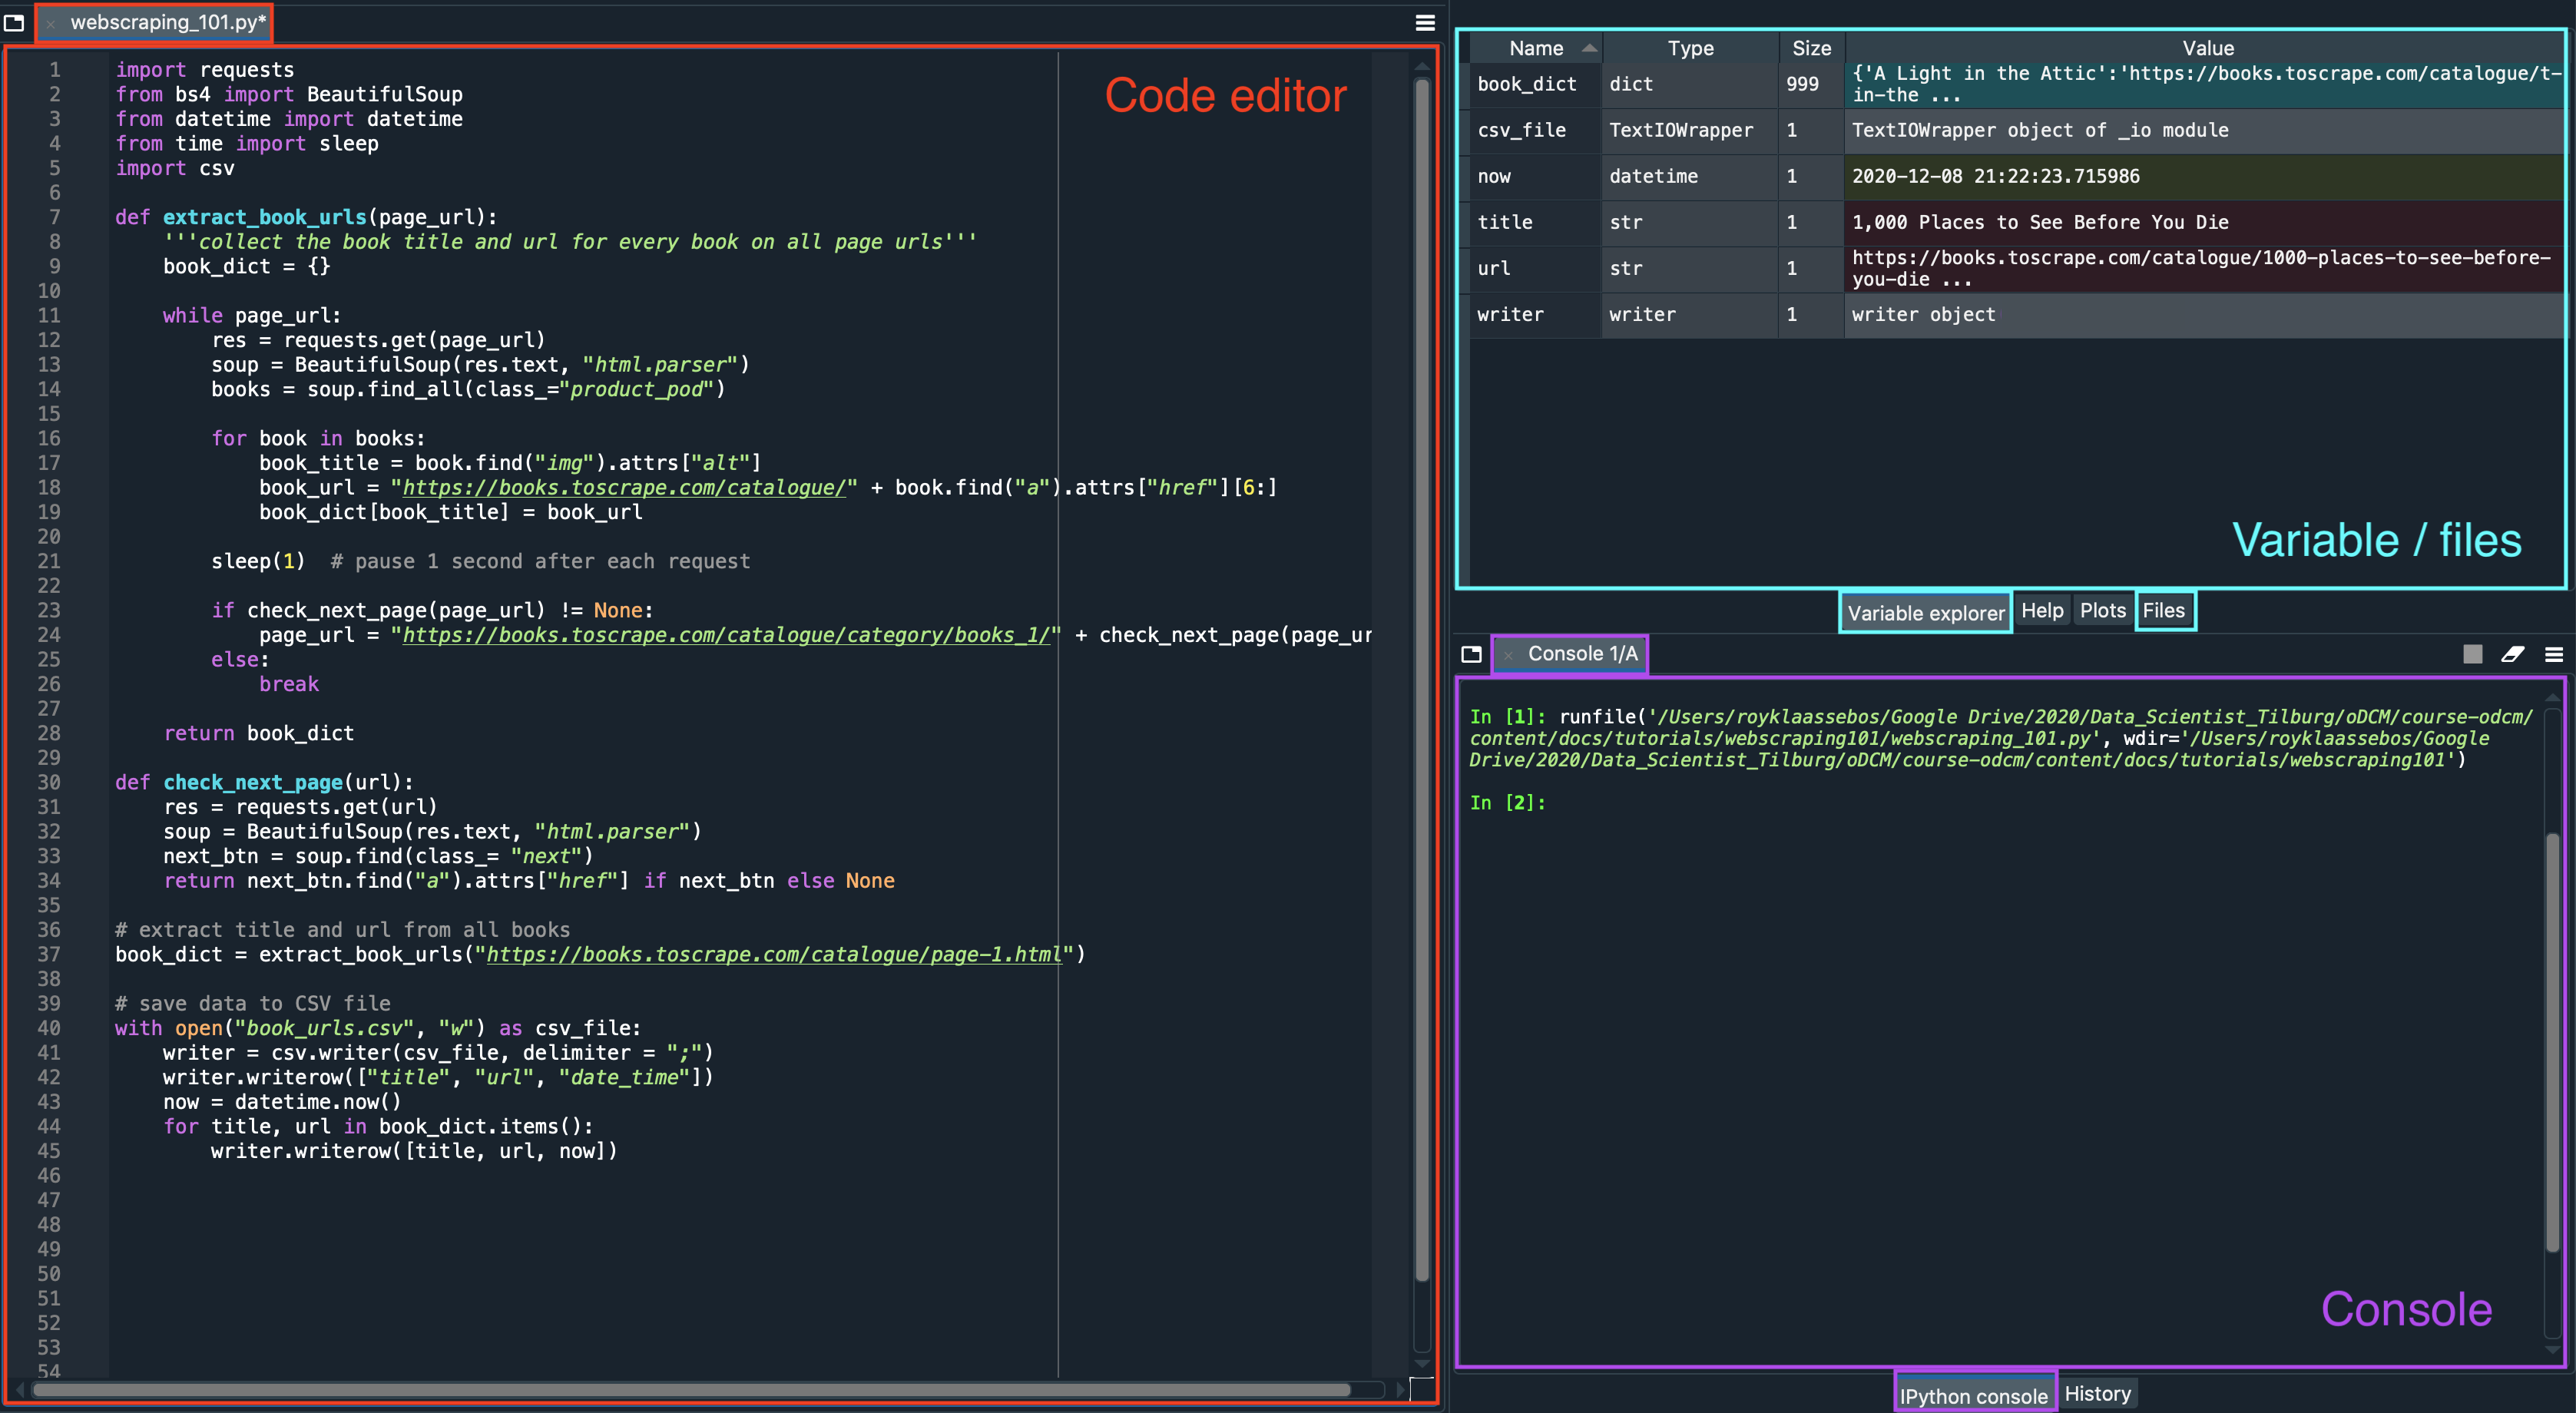 webscraping_101.py*
Code editor
1 import requests
2 from bs4 import BeautifulSoup
3 from datetime import datetime
4 from time import sleep
5 import csv
6
7 def extract_book_urls(page_url):
8     '''collect the book title and url for every book on all page urls'''
9     book_dict = {}
10
11     while page_url:
12         res = requests.get(page_url)
13         soup = BeautifulSoup(res.text, "html.parser")
14         books = soup.find_all(class_="product_pod")
15
16         for book in books:
17             book_title = book.find("img").attrs["alt"]
18             book_url = "https://books.toscrape.com/catalogue/" + book.find("a").attrs["href"][6:]
19             book_dict[book_title] = book_url
20
21         sleep(1)  # pause 1 second after each request
22
23         if check_next_page(page_url) != None:
24             page_url = "https://books.toscrape.com/catalogue/category/books_1/" + check_next_page(page_ur
25         else:
26             break
27
28     return book_dict
29
30 def check_next_page(url):
31     res = requests.get(url)
32     soup = BeautifulSoup(res.text, "html.parser")
33     next_btn = soup.find(class_= "next")
34     return next_btn.find("a").attrs["href"] if next_btn else None
35
36 # extract title and url from all books
37 book_dict = extract_book_urls("https://books.toscrape.com/catalogue/page-1.html")
38
39 # save data to CSV file
40 with open("book_urls.csv", "w") as csv_file:
41     writer = csv.writer(csv_file, delimiter = ";")
42     writer.writerow(["title", "url", "date_time"])
43     now = datetime.now()
44     for title, url in book_dict.items():
45         writer.writerow([title, url, now])
46
47
48
49
50
51
52
53
54
Name Type Size Value
book_dict dict 999 {'A Light in the Attic':'https://books.toscrape.com/catalogue/t-
in-the ...
csv_file TextIOWrapper 1 TextIOWrapper object of _io module
now datetime 1 2020-12-08 21:22:23.715986
title str 1 1,000 Places to See Before You Die
url str 1 https://books.toscrape.com/catalogue/1000-places-to-see-before-
you-die ...
writer writer 1 writer object
Variable / files
Variable explorer Help Plots Files
Console 1/A
In [1]: runfile('/Users/royklaassebos/Google Drive/2020/Data_Scientist_Tilburg/oDCM/course-odcm/
content/docs/tutorials/webscraping101/webscraping_101.py', wdir='/Users/royklaassebos/Google
Drive/2020/Data_Scientist_Tilburg/oDCM/course-odcm/content/docs/tutorials/webscraping101')
In [2]:
Console
IPython console History